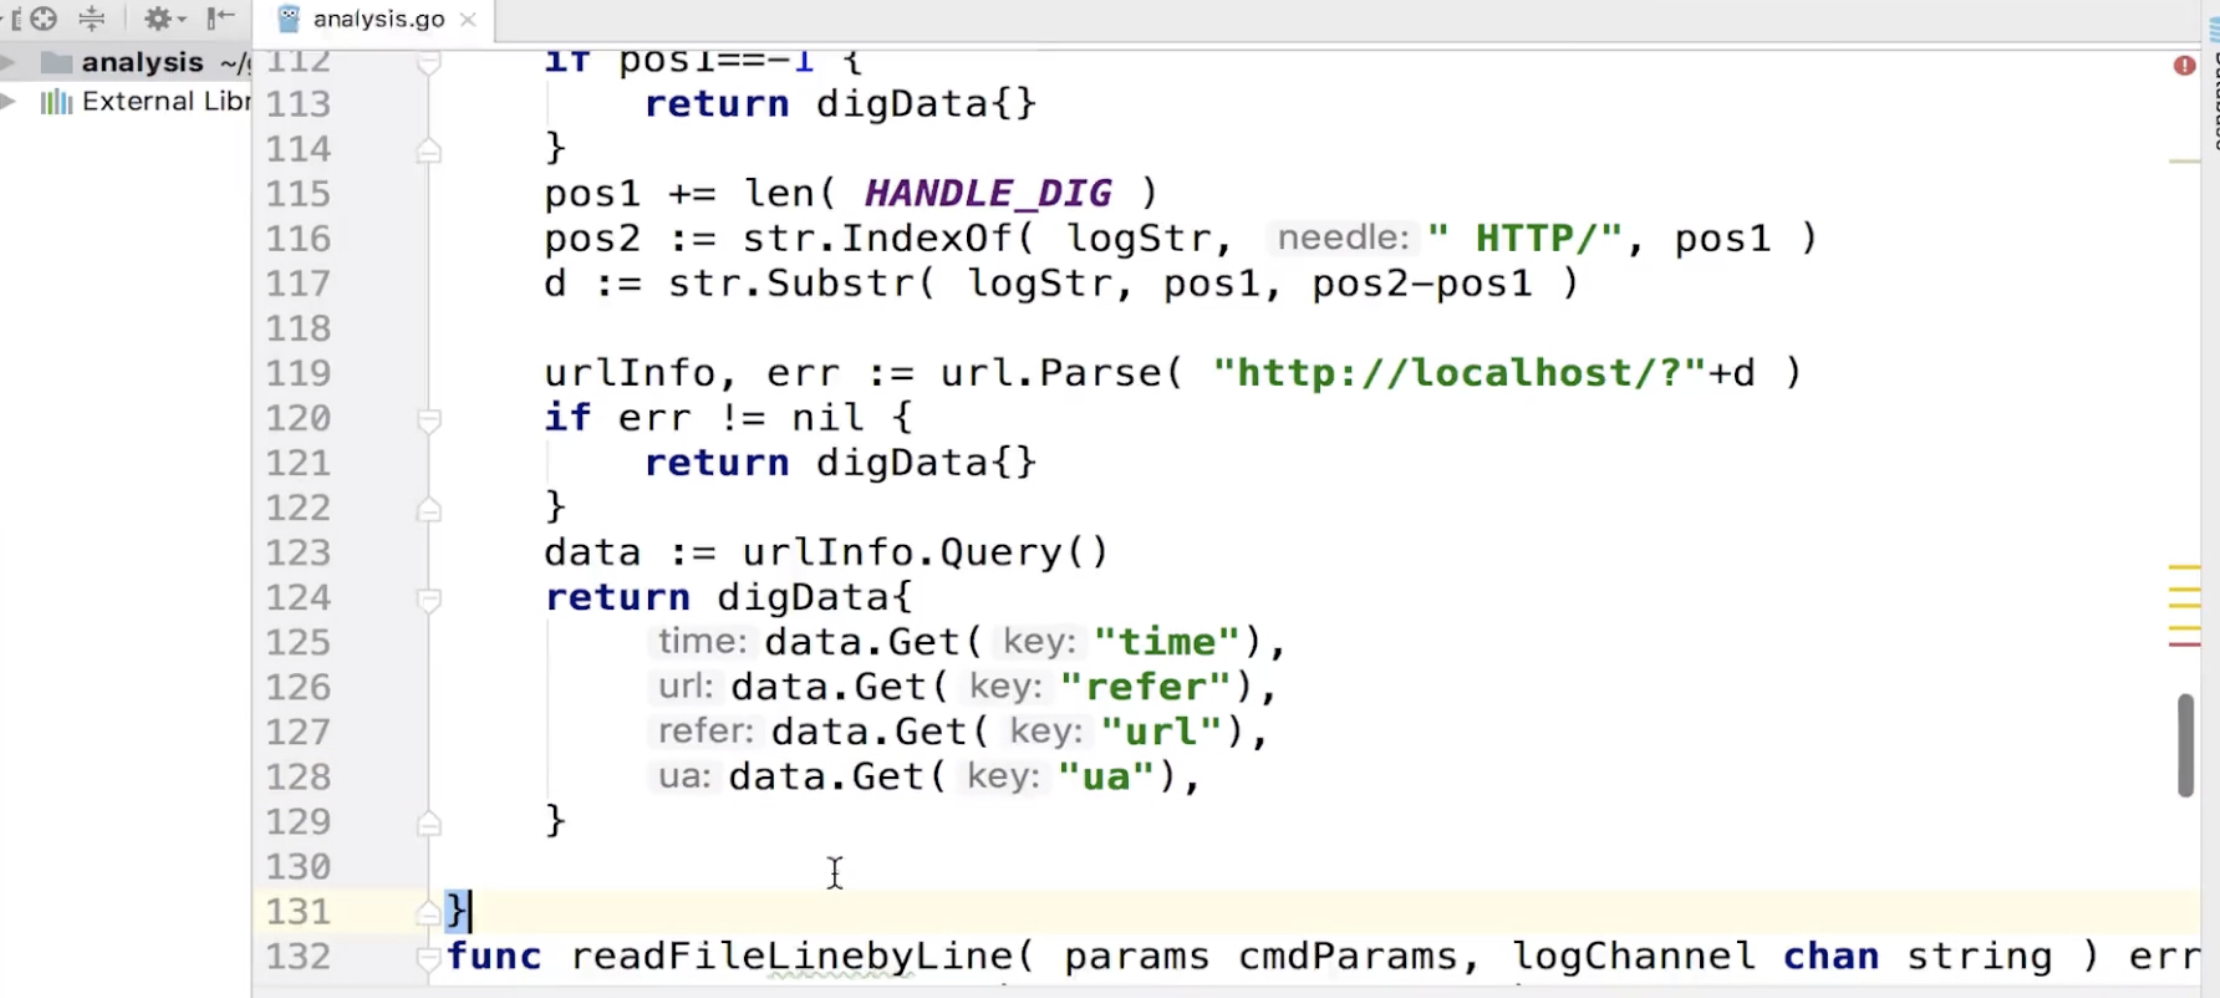 analysis.go
analysis ~/
External Libr
112 if pos1==-1 {
113 return digData{}
114 }
115 pos1 += len( HANDLE_DIG )
116 pos2 := str.IndexOf( logStr, needle: " HTTP/", pos1 )
117 d := str.Substr( logStr, pos1, pos2-pos1 )
118
119 urlInfo, err := url.Parse( "http://localhost/?"+d )
120 if err != nil {
121 return digData{}
122 }
123 data := urlInfo.Query()
124 return digData{
125 time: data.Get( key: "time"),
126 url: data.Get( key: "refer"),
127 refer: data.Get( key: "url"),
128 ua: data.Get( key: "ua"),
129 }
130
131 }
132 func readFileLinebyLine( params cmdParams, logChannel chan string ) err